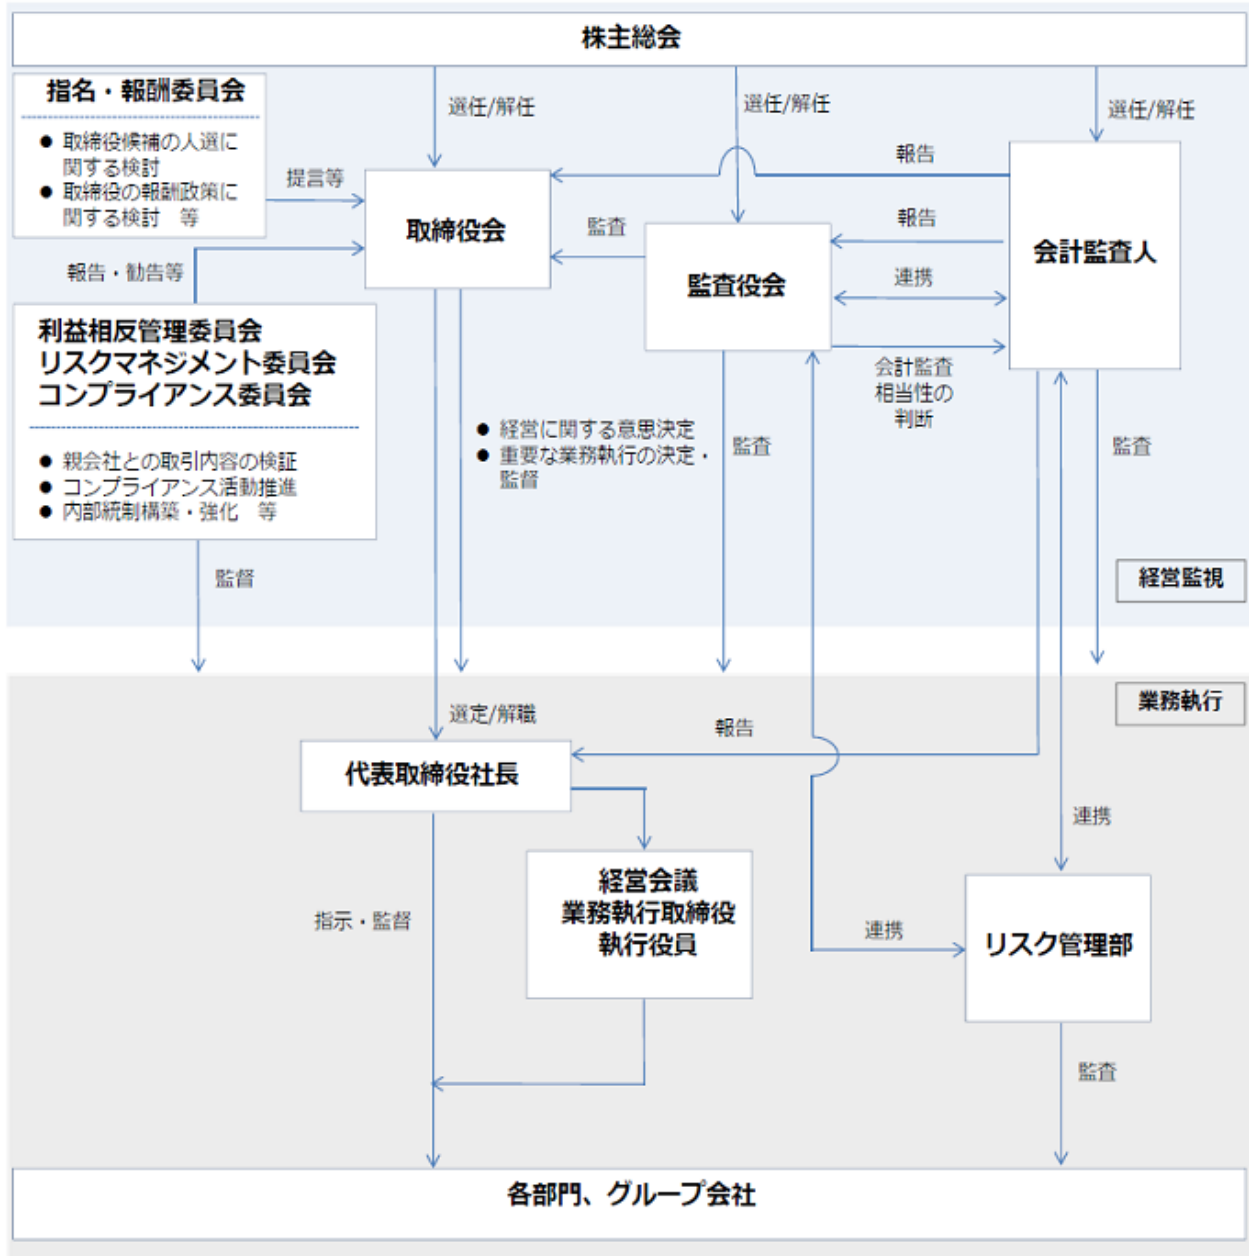 株主総会
指名・報酬委員会
● 取締役候補の人選に
関する検討
● 取締役の報酬政策に
関する検討　等
選任/解任
選任/解任
選任/解任
提言等
取締役会
報告
監査
報告
会計監査人
監査役会
連携
報告・勧告等
利益相反管理委員会
リスクマネジメント委員会
コンプライアンス委員会
● 親会社との取引内容の検証
● コンプライアンス活動推進
● 内部統制構築・強化　等
会計監査
相当性の
判断
● 経営に関する意思決定
● 重要な業務執行の決定・
監督
監査
監査
監督
経営監視
業務執行
選定/解職
報告
代表取締役社長
連携
経営会議
業務執行取締役
執行役員
指示・監督
連携
リスク管理部
監査
各部門、グループ会社